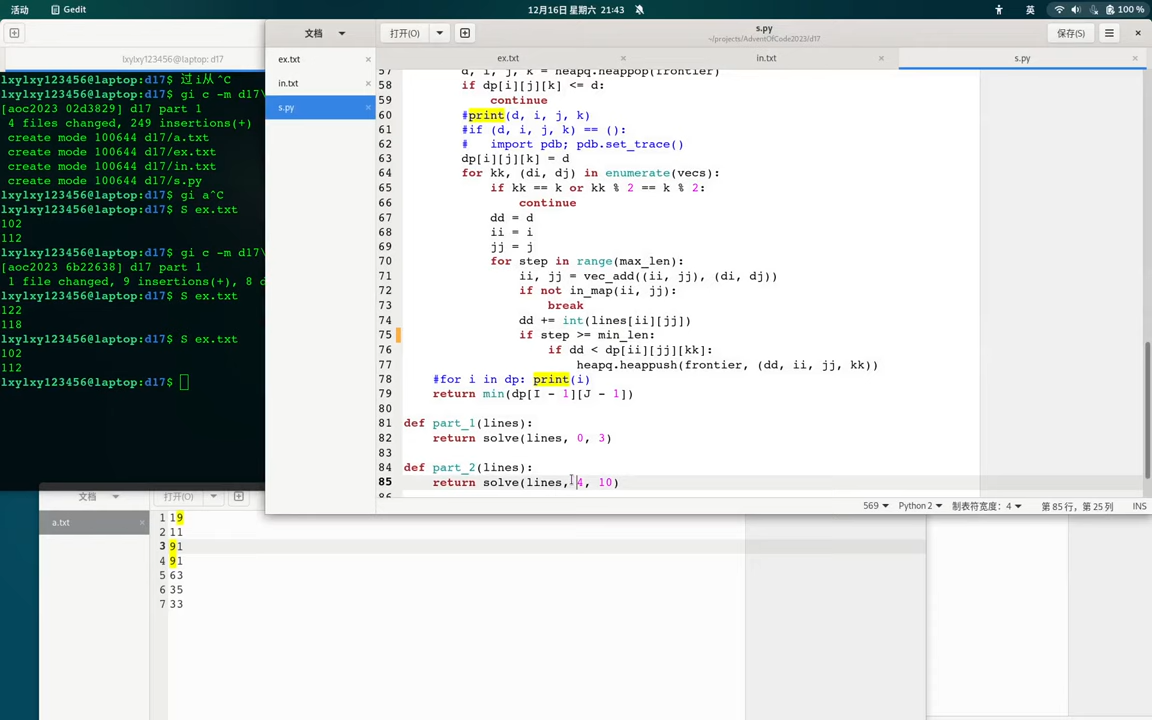 活动
Gedit
12月16日 星期六 21:43
英
100 %
lxylxy123456@laptop:d17
lxylxy123456@laptop:d17$ 过i从^C
lxylxy123456@laptop:d17$ gi c -m d17\
[aoc2023 02d3829] d17 part 1
4 files changed, 249 insertions(+)
create mode 100644 d17/a.txt
create mode 100644 d17/ex.txt
create mode 100644 d17/in.txt
create mode 100644 d17/s.py
lxylxy123456@laptop:d17$ gi a^C
lxylxy123456@laptop:d17$ S ex.txt
102
112
lxylxy123456@laptop:d17$ gi c -m d17\
[aoc2023 6b22638] d17 part 1
1 file changed, 9 insertions(+), 8 d
lxylxy123456@laptop:d17$ S ex.txt
122
118
lxylxy123456@laptop:d17$ S ex.txt
102
112
lxylxy123456@laptop:d17$
文档
打开(O)
s.py
~/projects/AdventOfCode2023/d17
保存(S)
ex.txt
in.txt
s.py
ex.txt
in.txt
s.py
57 d, i, j, k = heapq.heappop(frontier)
58 if dp[i][j][k] <= d:
59 continue
60 #print(d, i, j, k)
61 #if (d, i, j, k) == ():
62 # import pdb; pdb.set_trace()
63 dp[i][j][k] = d
64 for kk, (di, dj) in enumerate(vecs):
65 if kk == k or kk % 2 == k % 2:
66 continue
67 dd = d
68 ii = i
69 jj = j
70 for step in range(max_len):
71 ii, jj = vec_add((ii, jj), (di, dj))
72 if not in_map(ii, jj):
73 break
74 dd += int(lines[ii][jj])
75 if step >= min_len:
76 if dd < dp[ii][jj][kk]:
77 heapq.heappush(frontier, (dd, ii, jj, kk))
78 #for i in dp: print(i)
79 return min(dp[I - 1][J - 1])
80
81 def part_1(lines):
82 return solve(lines, 0, 3)
83
84 def part_2(lines):
85 return solve(lines, 4, 10)
86
569
Python 2
制表符宽度：4
第 85 行，第 25 列
INS
文档
打开(O)
a.txt
1 19
2 11
3 91
4 91
5 63
6 35
7 33